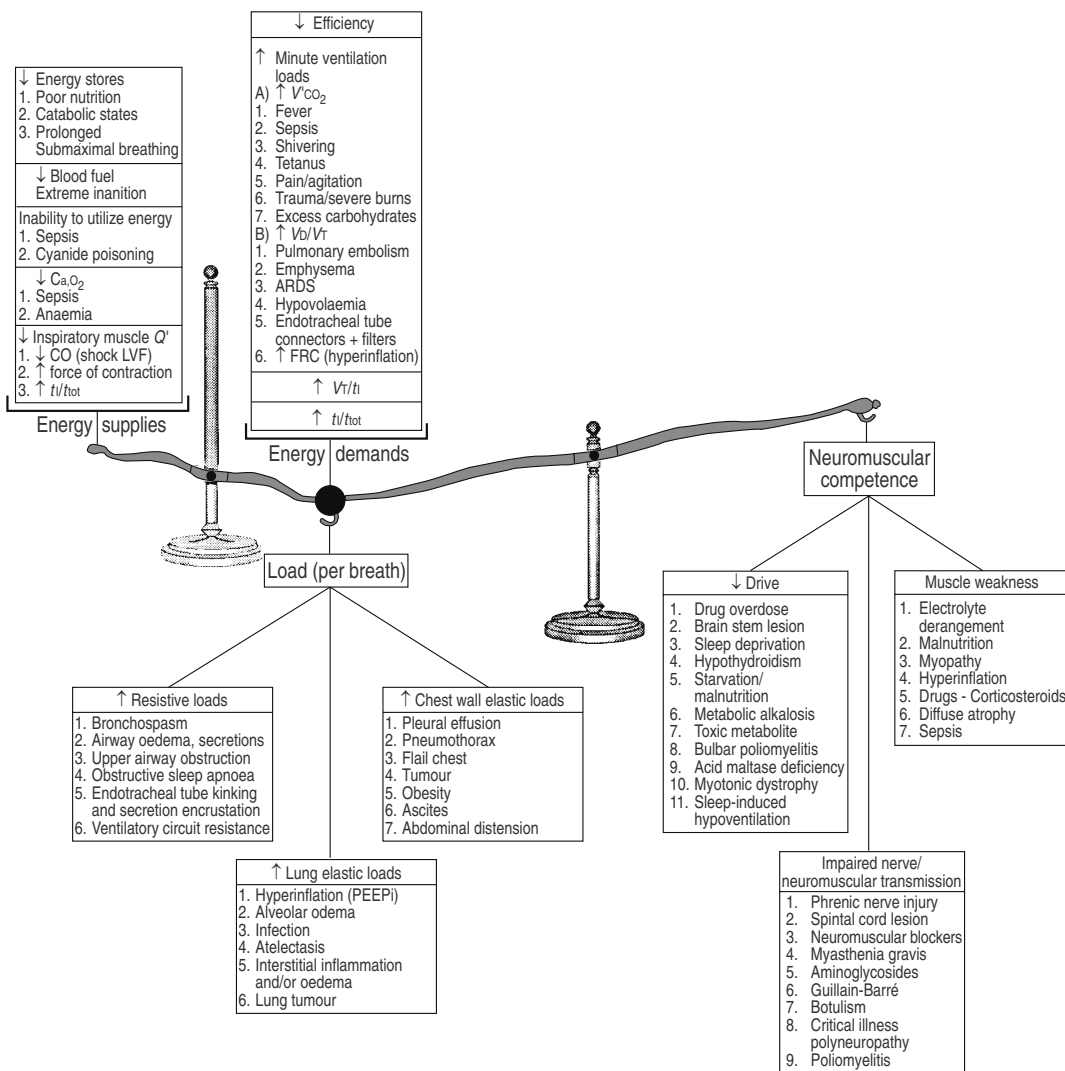 ↓ Energy stores
1. Poor nutrition
2. Catabolic states
3. Prolonged
Submaximal breathing
↓ Blood fuel
Extreme inanition
Inability to utilize energy
1. Sepsis
2. Cyanide poisoning
↓ Ca,O₂
1. Sepsis
2. Anaemia
↓ Inspiratory muscle Q'
1. ↓ CO (shock LVF)
2. ↑ force of contraction
3. ↑ tI/ttot
Energy supplies
↓ Efficiency
↑ Minute ventilation
loads
A) ↑ V'CO₂
1. Fever
2. Sepsis
3. Shivering
4. Tetanus
5. Pain/agitation
6. Trauma/severe burns
7. Excess carbohydrates
B) ↑ VD/VT
1. Pulmonary embolism
2. Emphysema
3. ARDS
4. Hypovolaemia
5. Endotracheal tube
connectors + filters
6. ↑ FRC (hyperinflation)
↑ VT/tI
↑ tI/ttot
Energy demands
Load (per breath)
↑ Resistive loads
1. Bronchospasm
2. Airway oedema, secretions
3. Upper airway obstruction
4. Obstructive sleep apnoea
5. Endotracheal tube kinking
and secretion encrustation
6. Ventilatory circuit resistance
↑ Chest wall elastic loads
1. Pleural effusion
2. Pneumothorax
3. Flail chest
4. Tumour
5. Obesity
6. Ascites
7. Abdominal distension
↑ Lung elastic loads
1. Hyperinflation (PEEPi)
2. Alveolar odema
3. Infection
4. Atelectasis
5. Interstitial inflammation
and/or oedema
6. Lung tumour
Neuromuscular
competence
↓ Drive
1. Drug overdose
2. Brain stem lesion
3. Sleep deprivation
4. Hypothydroidism
5. Starvation/
malnutrition
6. Metabolic alkalosis
7. Toxic metabolite
8. Bulbar poliomyelitis
9. Acid maltase deficiency
10. Myotonic dystrophy
11. Sleep-induced
hypoventilation
Muscle weakness
1. Electrolyte
derangement
2. Malnutrition
3. Myopathy
4. Hyperinflation
5. Drugs - Corticosteroids
6. Diffuse atrophy
7. Sepsis
Impaired nerve/
neuromuscular transmission
1. Phrenic nerve injury
2. Spintal cord lesion
3. Neuromuscular blockers
4. Myasthenia gravis
5. Aminoglycosides
6. Guillain-Barré
7. Botulism
8. Critical illness
polyneuropathy
9. Poliomyelitis